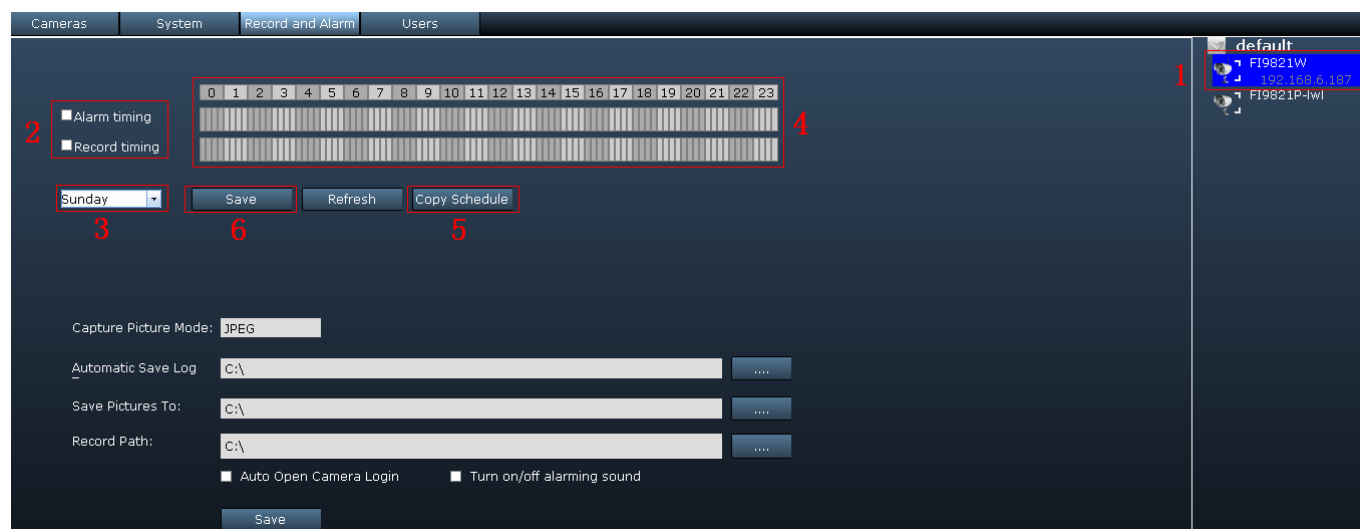 Cameras System Record and Alarm Users
default
1 FI9821W
192.168.6.187
FI9821P-lwl
0 1 2 3 4 5 6 7 8 9 10 11 12 13 14 15 16 17 18 19 20 21 22 23
2 Alarm timing 4
Record timing
Sunday Save Refresh Copy Schedule
3 6 5
Capture Picture Mode: JPEG
Automatic Save Log C:\ ....
Save Pictures To: C:\ ....
Record Path: C:\ ....
Auto Open Camera Login Turn on/off alarming sound
Save